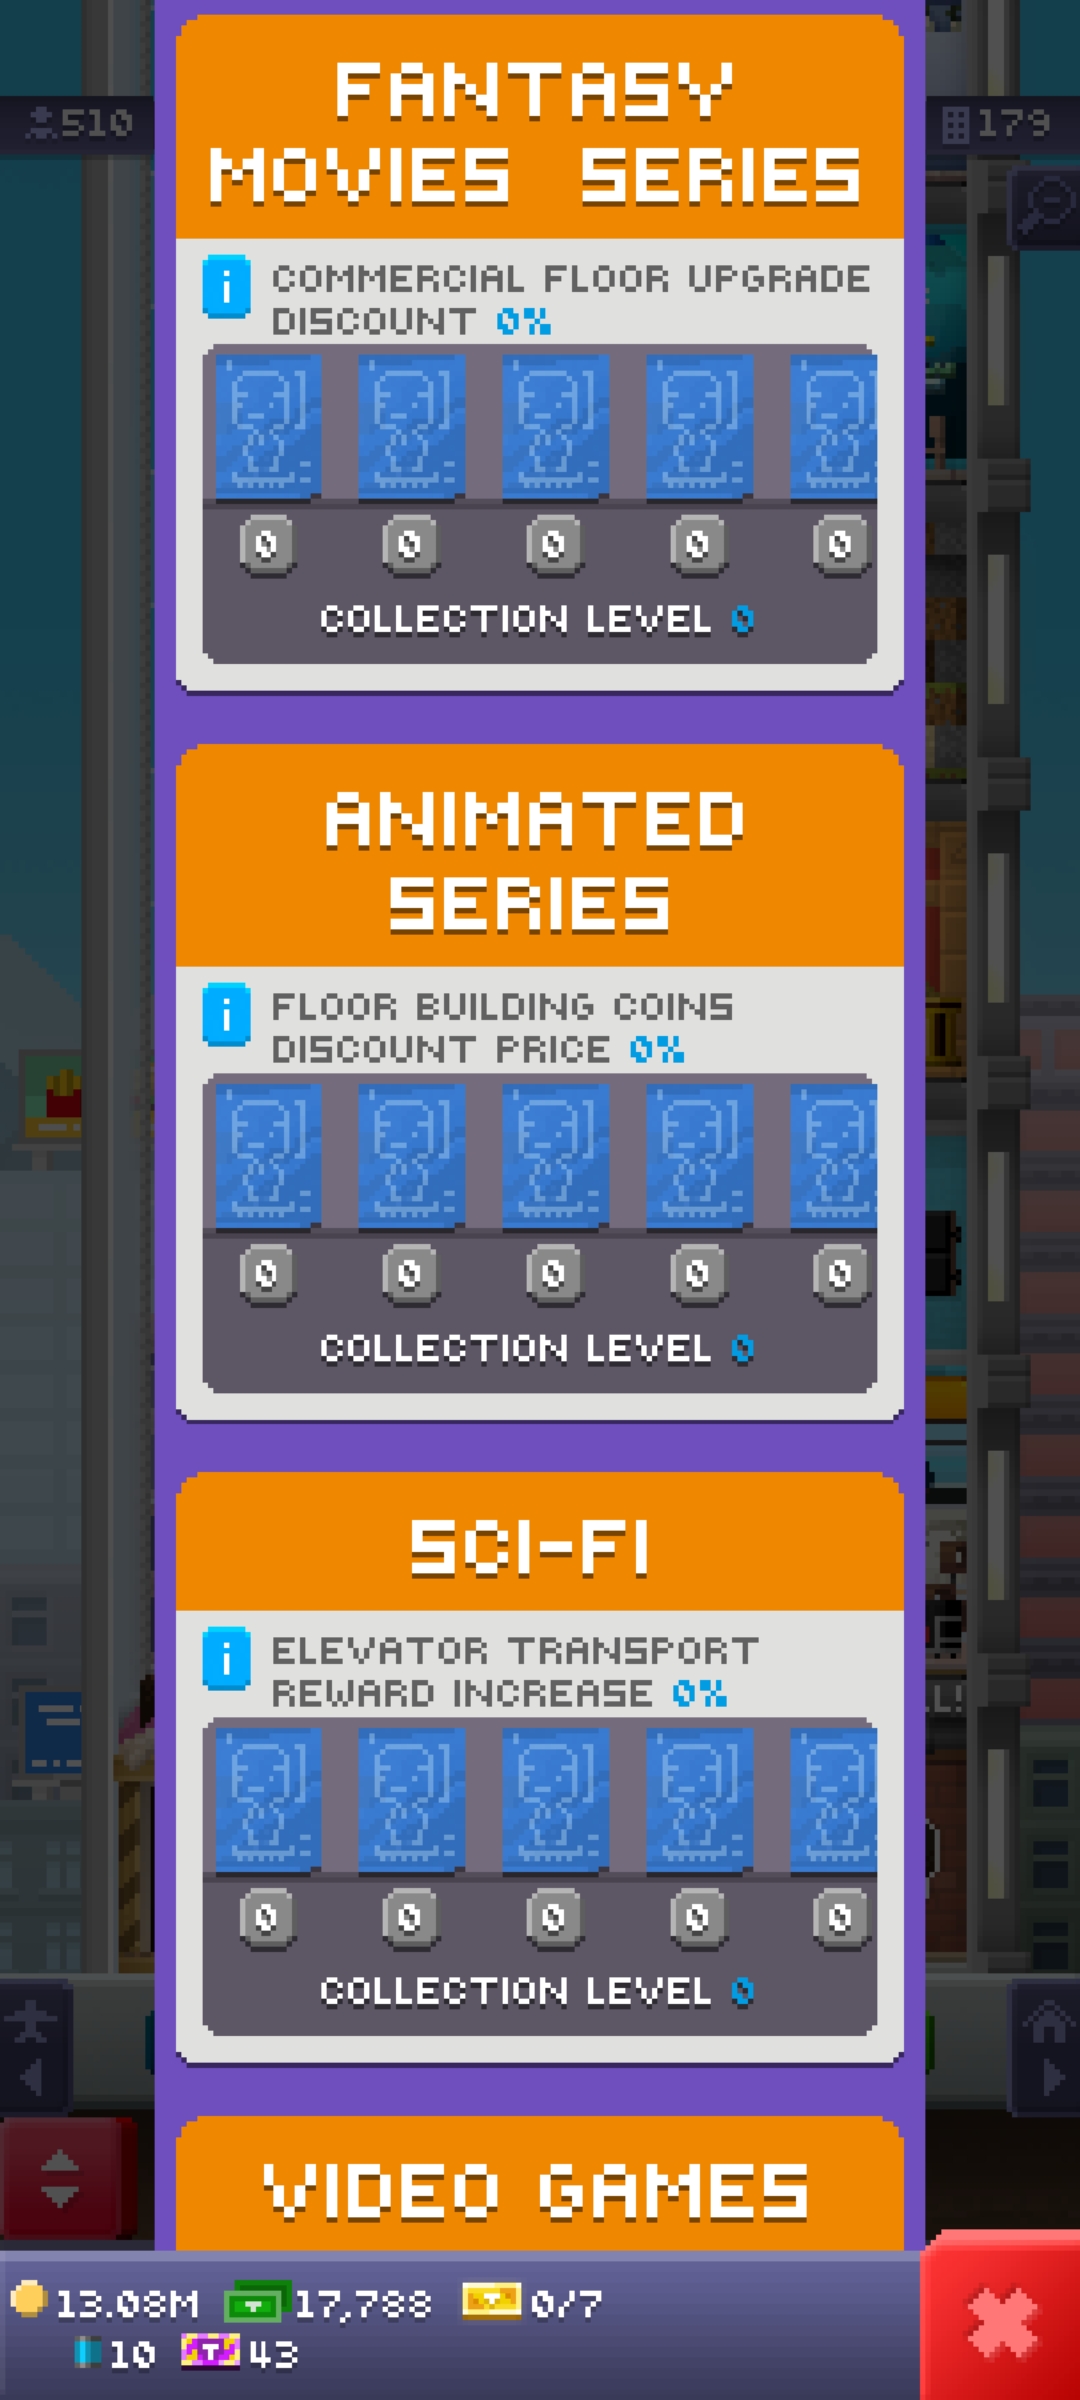 FANTASY
MOVIES SERIES
510
179
i COMMERCIAL FLOOR UPGRADE
DISCOUNT 0%
0 0 0 0 0
COLLECTION LEVEL 0
ANIMATED
SERIES
i FLOOR BUILDING COINS
DISCOUNT PRICE 0%
0 0 0 0 0
COLLECTION LEVEL 0
SCI-FI
i ELEVATOR TRANSPORT
REWARD INCREASE 0%
0 0 0 0 0
COLLECTION LEVEL 0
VIDEO GAMES
13.08M 17,788 0/7
10 T 43